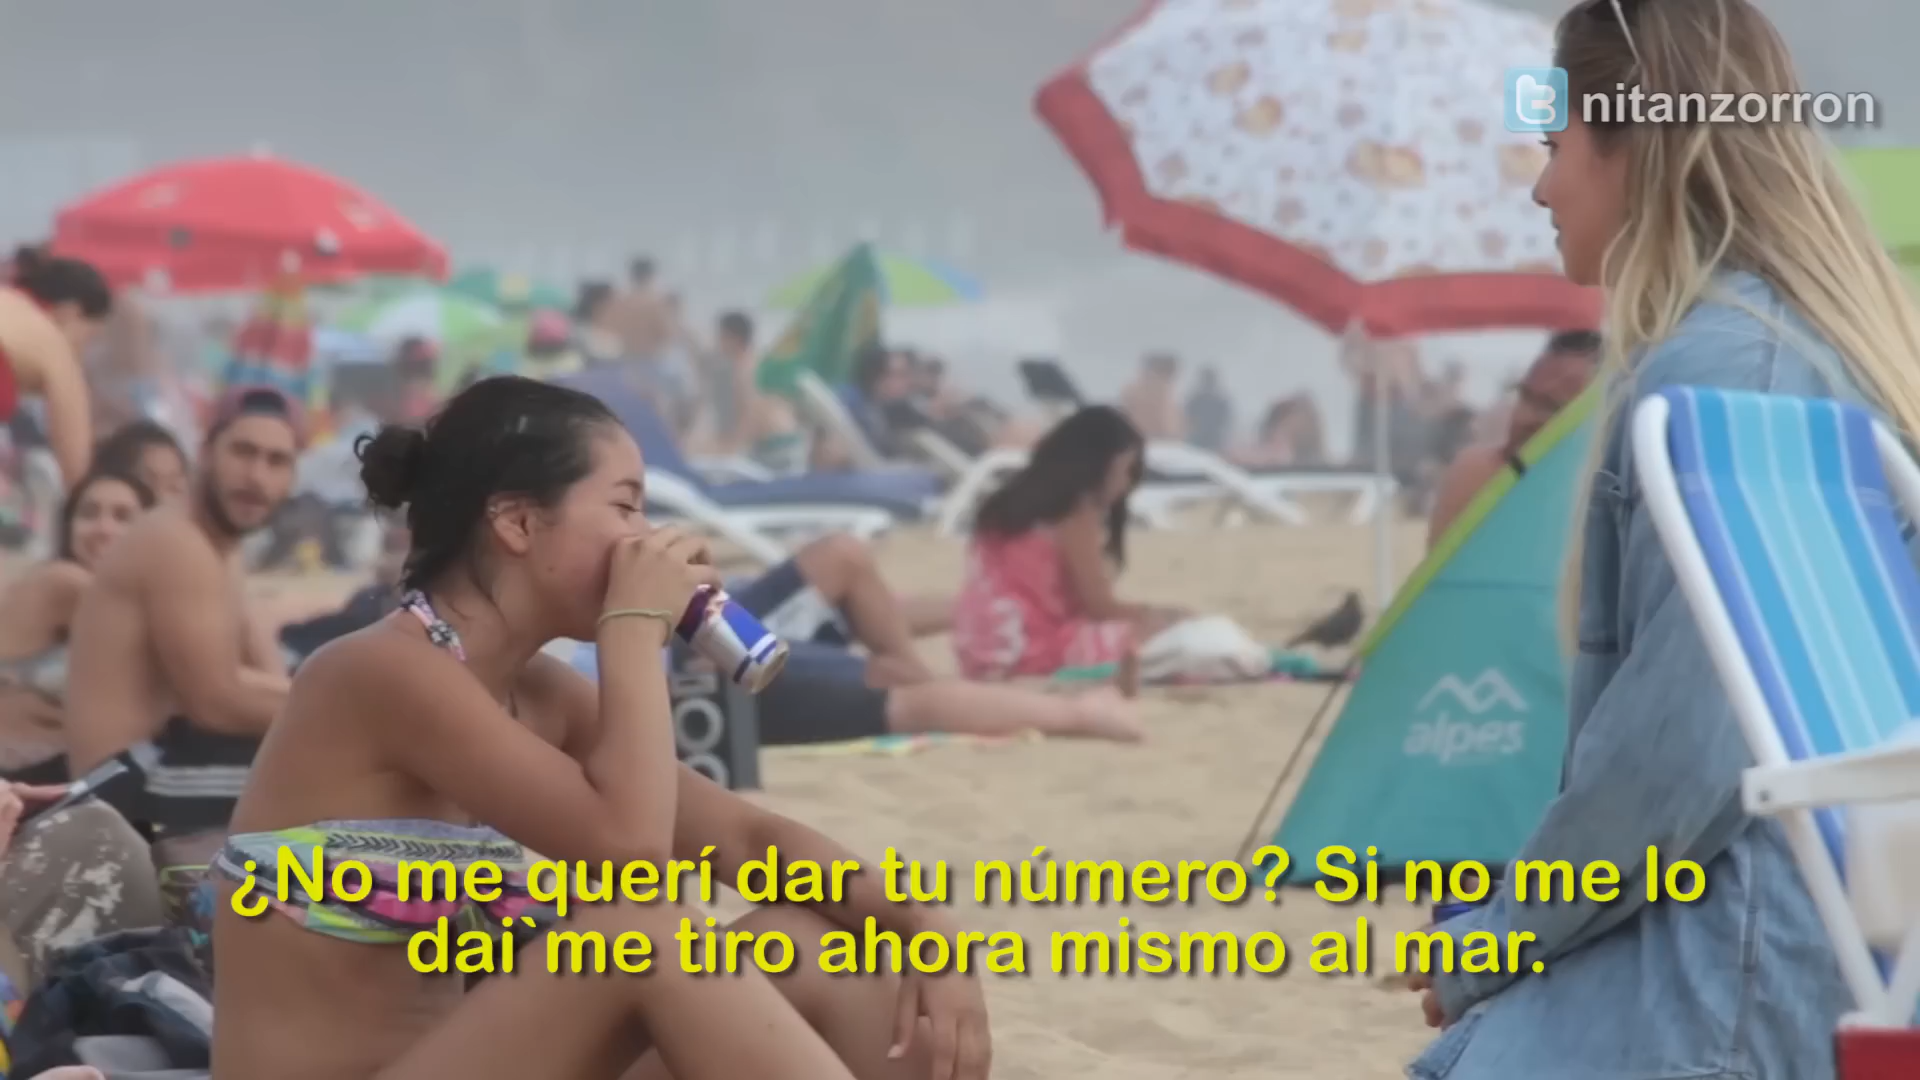 nitanzorron
alpes
3
¿No me querí dar tu número? Si no me lo
dai`me tiro ahora mismo al mar.